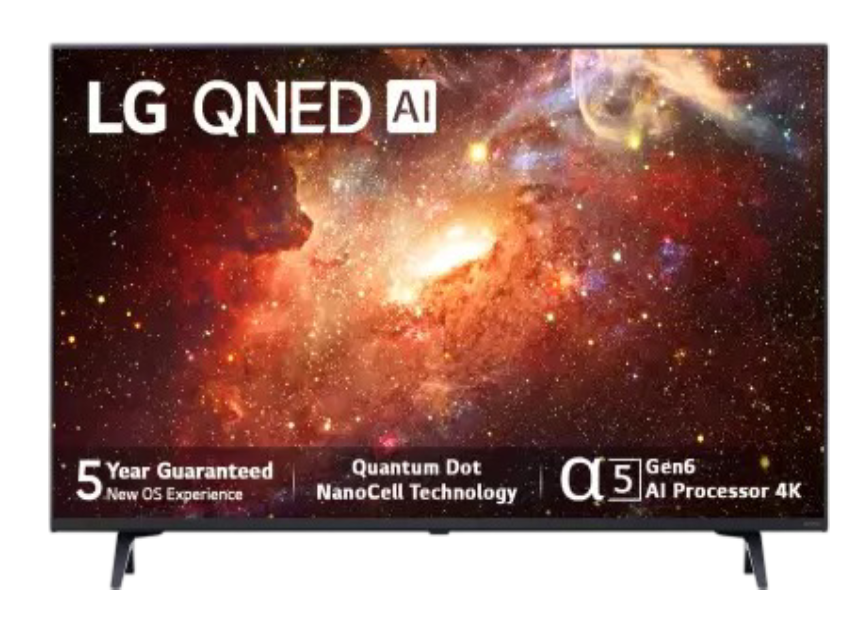 LG QNED AI
5 Year Guaranteed
New OS Experience
Quantum Dot
NanoCell Technology
α5 Gen6
AI Processor 4K